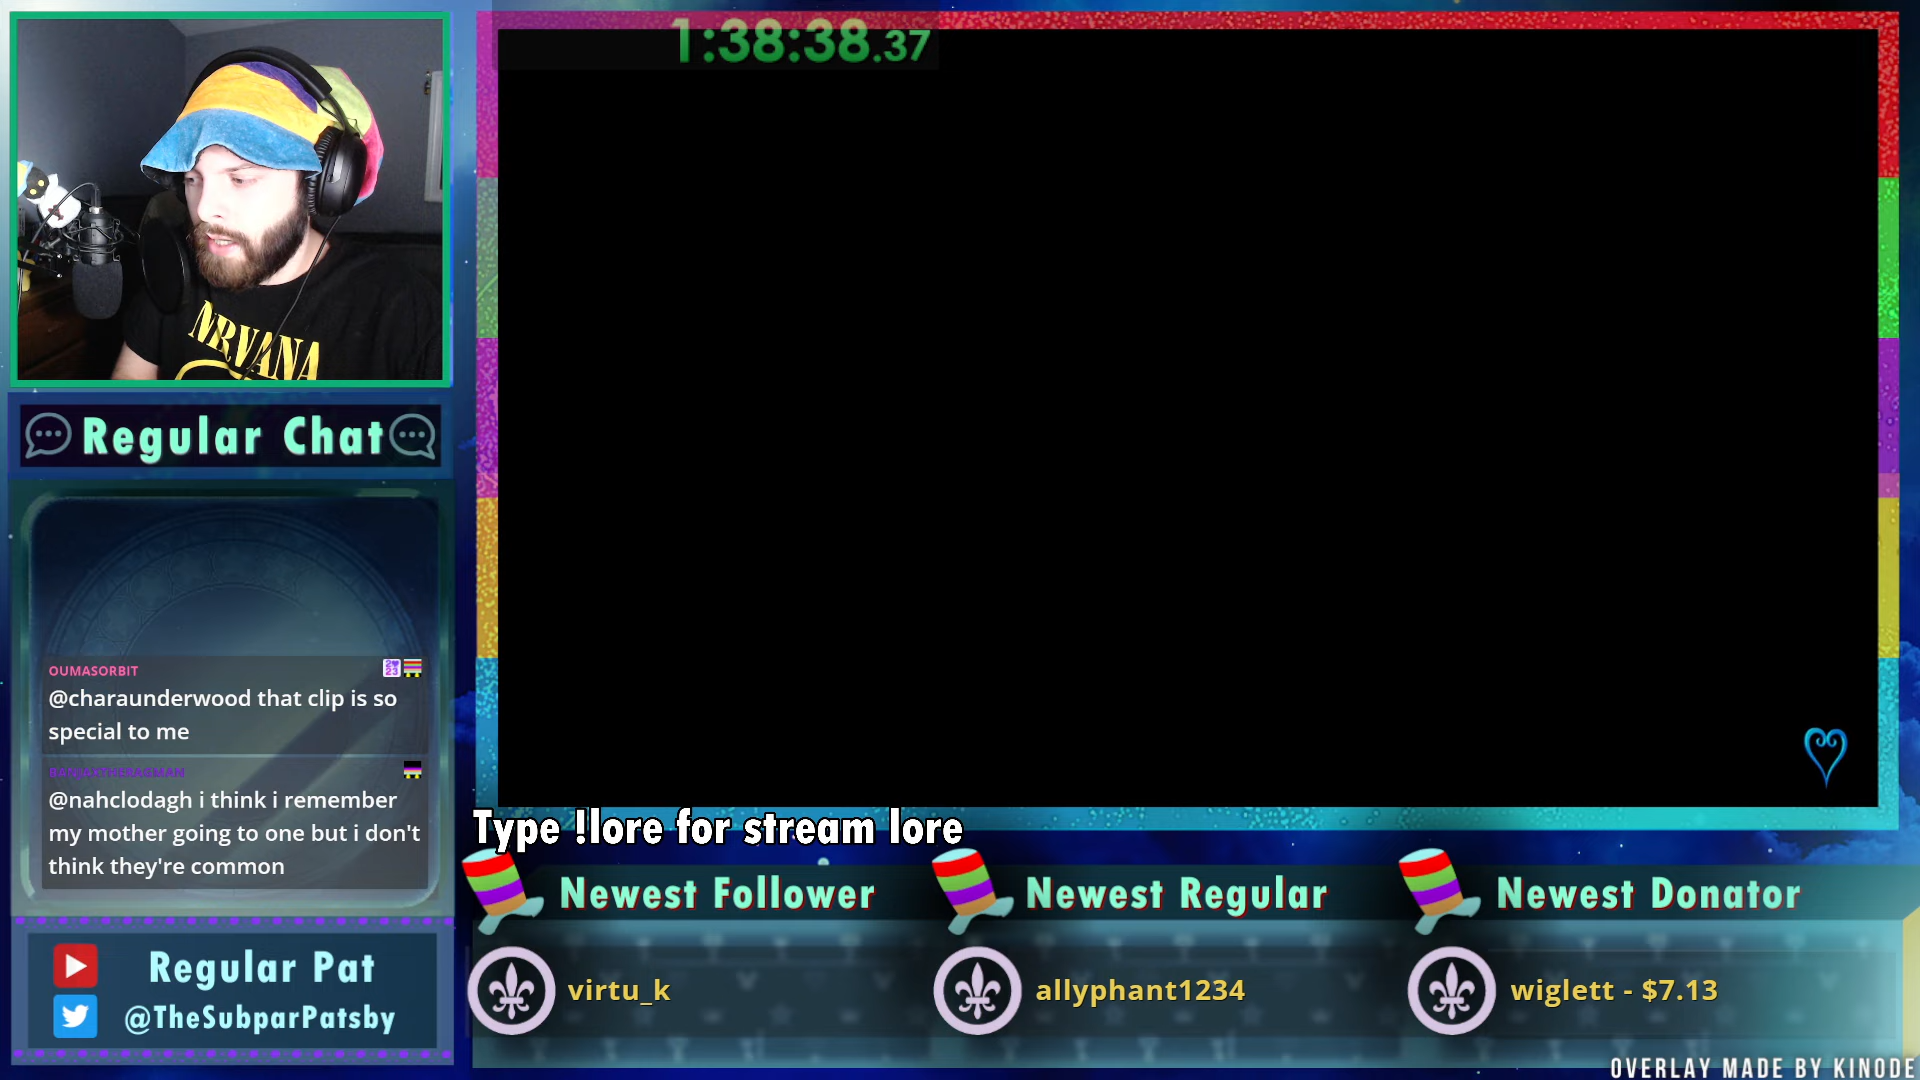 1:38:38.37
NIRVANA
Regular Chat
OUMASORBIT
@charaunderwood that clip is so
special to me
@nahclodagh i think i remember
my mother going to one but i don't
think they're common
Type !lore for stream lore
Newest Follower
Newest Regular
Newest Donator
virtu_k
allyphant1234
wiglett - $7.13
Regular Pat
@TheSubparPatsby
OVERLAY MADE BY KINODE